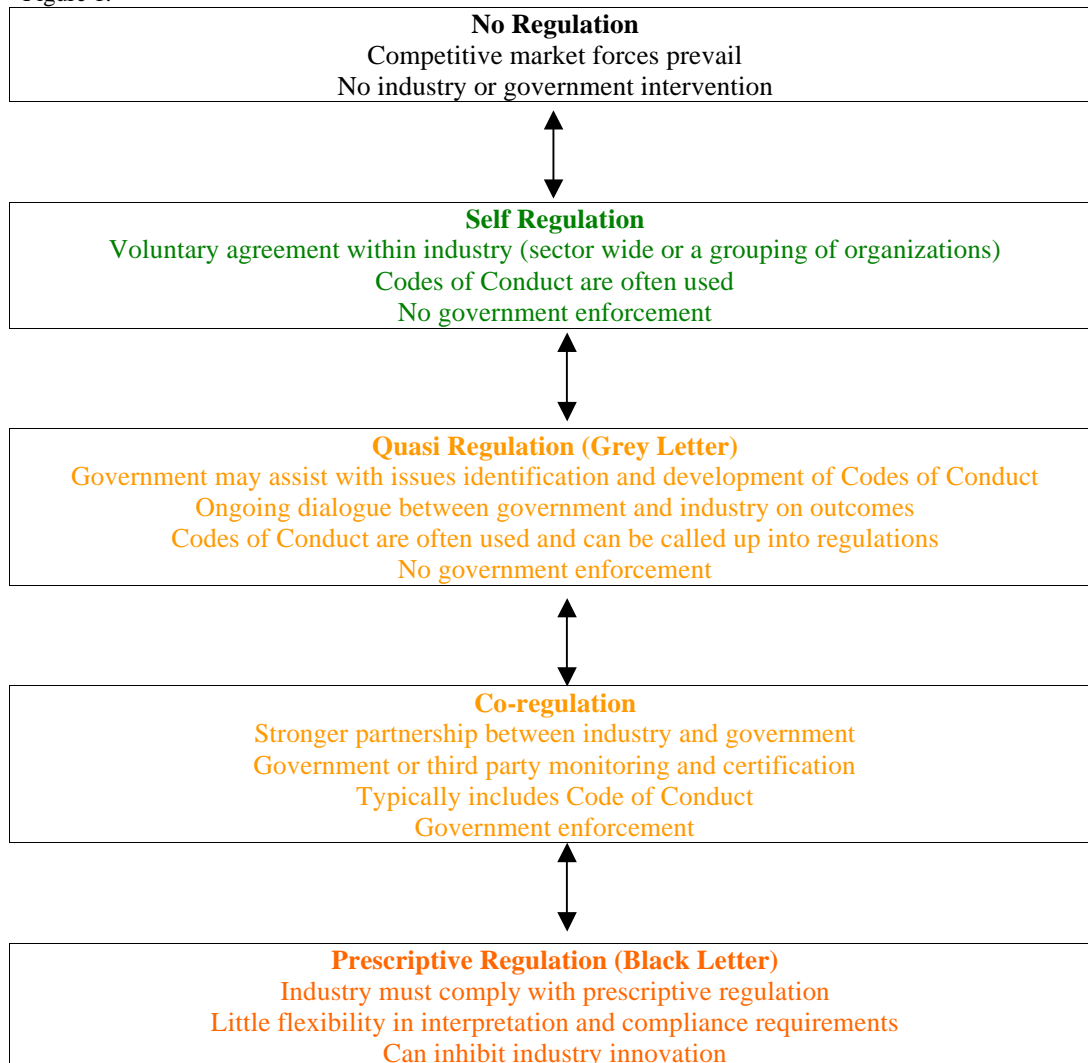 Figure 1.
No Regulation
Competitive market forces prevail
No industry or government intervention
Self Regulation
Voluntary agreement within industry (sector wide or a grouping of organizations)
Codes of Conduct are often used
No government enforcement
Quasi Regulation (Grey Letter)
Government may assist with issues identification and development of Codes of Conduct
Ongoing dialogue between government and industry on outcomes
Codes of Conduct are often used and can be called up into regulations
No government enforcement
Co-regulation
Stronger partnership between industry and government
Government or third party monitoring and certification
Typically includes Code of Conduct
Government enforcement
Prescriptive Regulation (Black Letter)
Industry must comply with prescriptive regulation
Little flexibility in interpretation and compliance requirements
Can inhibit industry innovation